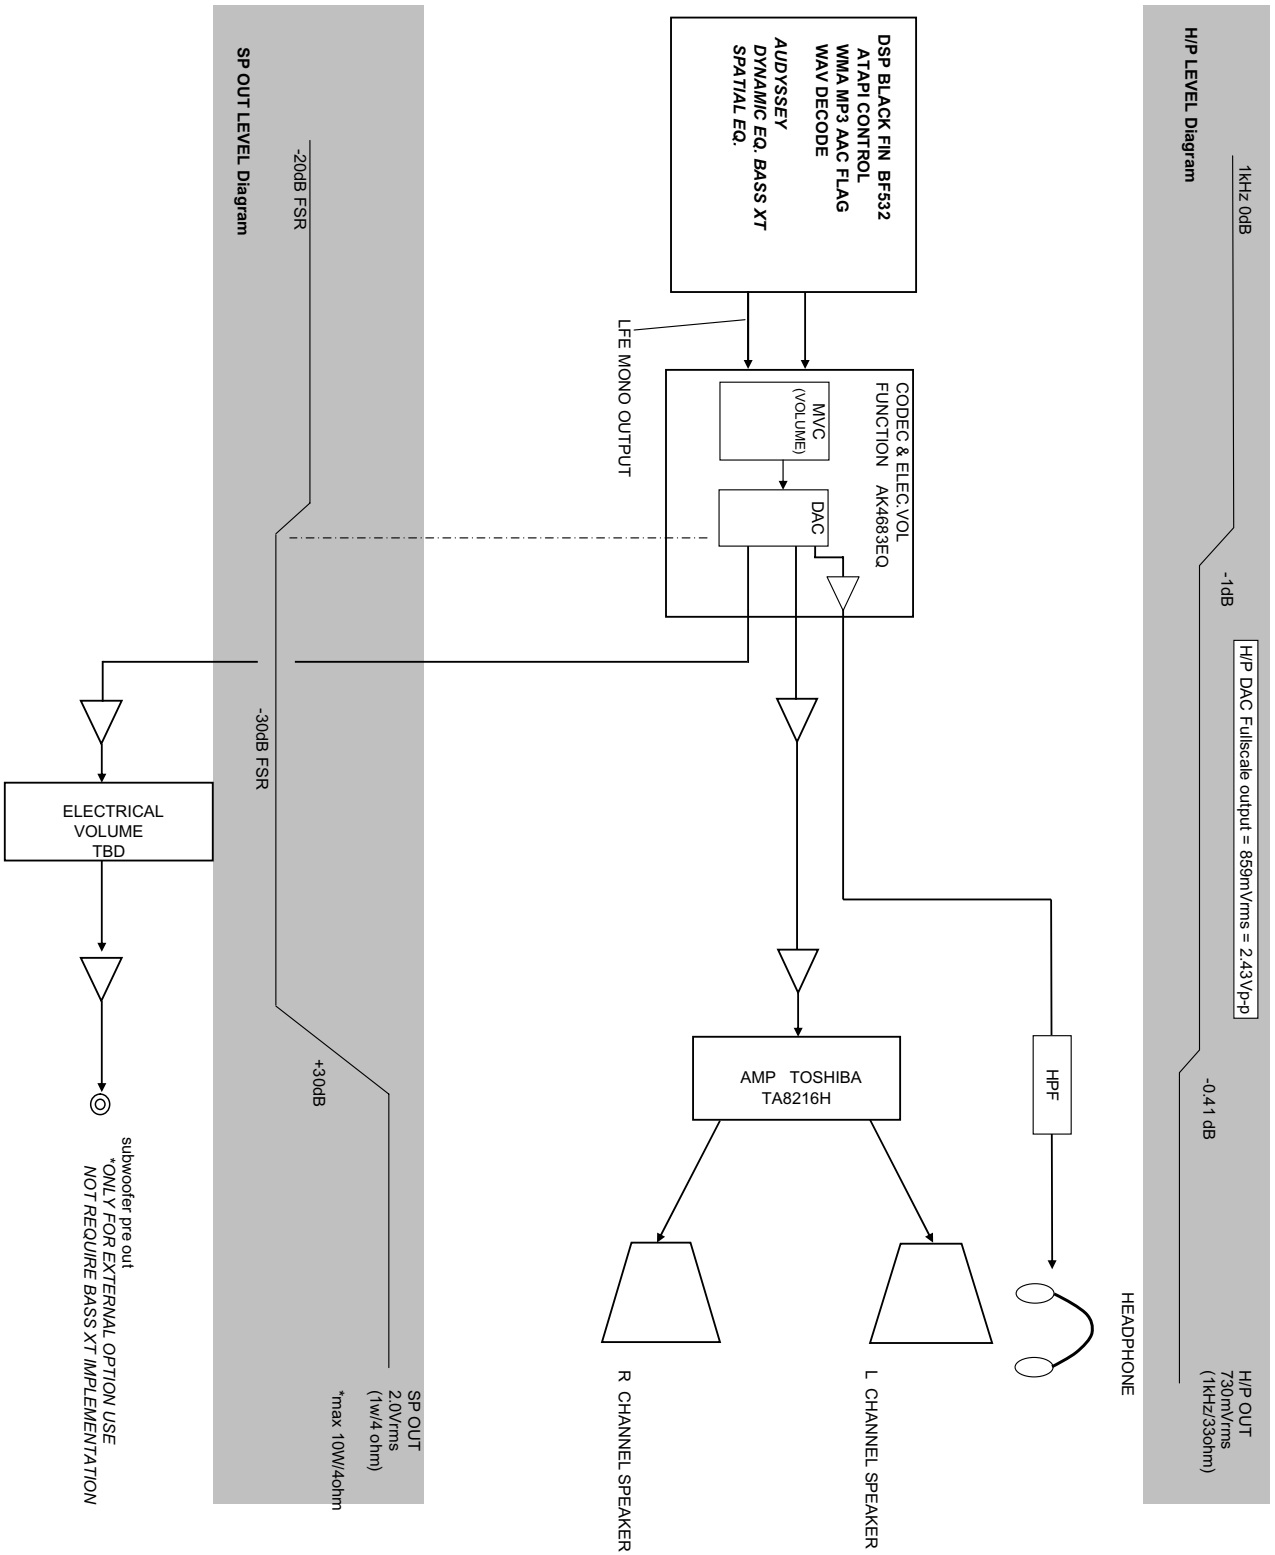 H/P LEVEL Diagram
1kHz 0dB
-1dB
H/P DAC Fullscale output = 859mVrms = 2.43Vp-p
-0.41 dB
H/P OUT
730mVrms
(1kHz/33ohm)
DSP BLACK FIN BF532
ATAPI CONTROL
WMA MP3 AAC FLAG
WAV DECODE
AUDYSSEY
DYNAMIC EQ. BASS XT
SPATIAL EQ.
LFE MONO OUTPUT
CODEC & ELEC.VOL
FUNCTION AK4683EQ
MVC
(VOLUME)
DAC
HPF
HEADPHONE
AMP TOSHIBA
TA8216H
L CHANNEL SPEAKER
R CHANNEL SPEAKER
SP OUT LEVEL Diagram
-20dB FSR
-30dB FSR
+30dB
SP OUT
2.0Vrms
(1w/4 ohm)
*max 10W/4ohm
ELECTRICAL
VOLUME
TBD
subwoofer pre out
*ONLY FOR EXTERNAL OPTION USE
NOT REQUIRE BASS XT IMPLEMENTATION